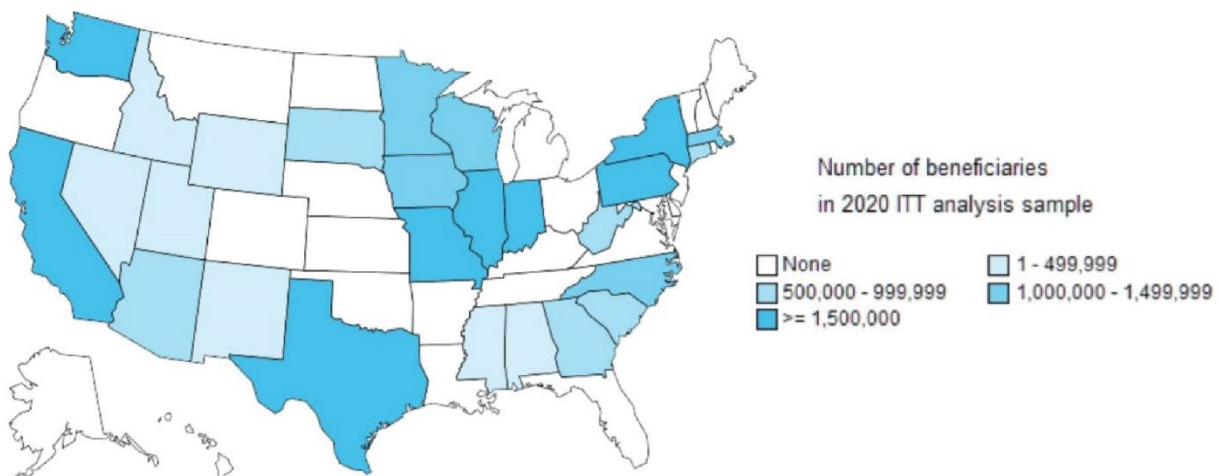 Number of beneficiaries
in 2020 ITT analysis sample
None
1 - 499,999
500,000 - 999,999
1,000,000 - 1,499,999
>= 1,500,000